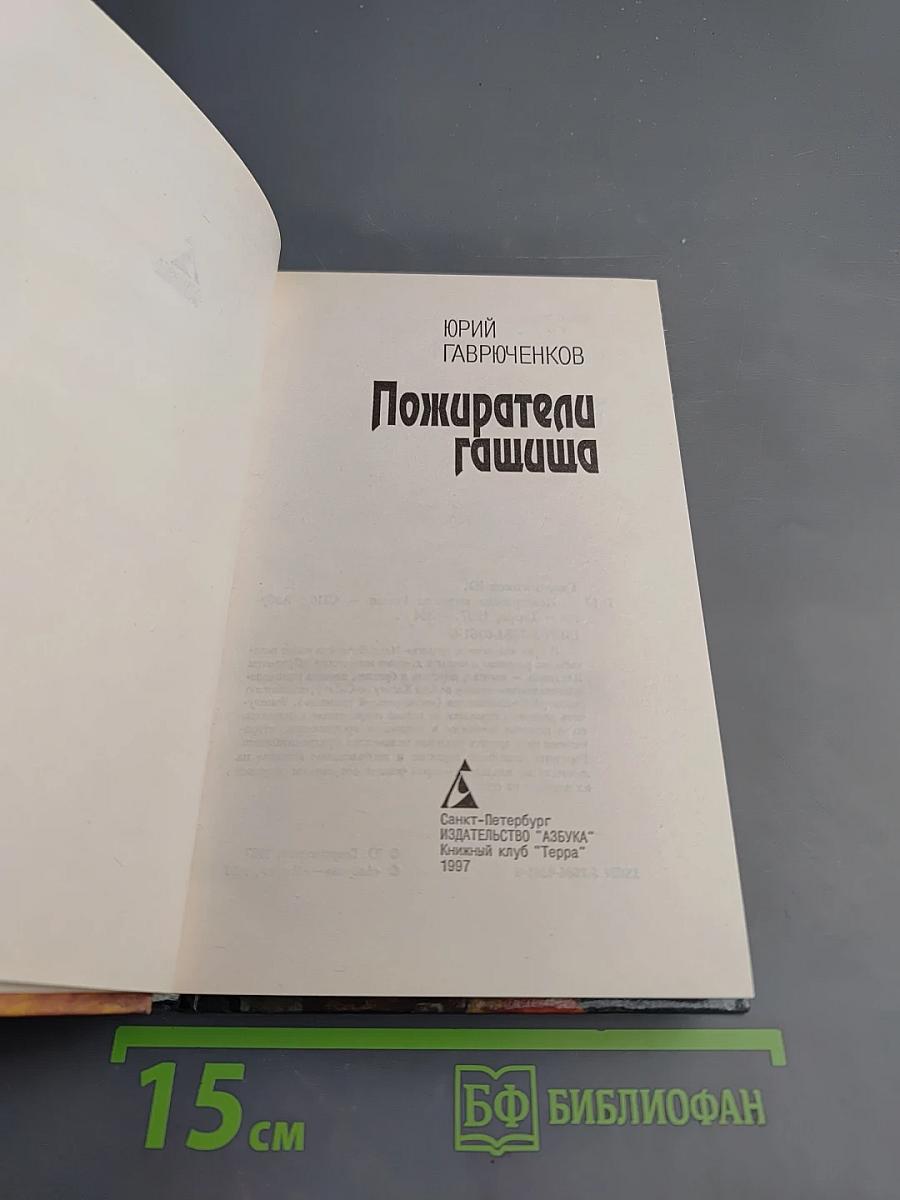 ЮРИЙ
ГАВРЮЧЕНКОВ
Пожиратели
гашиша
Санкт-Петербург
ИЗДАТЕЛЬСТВО "АЗБУКА"
Книжный клуб "Терра"
1997
15 см
БФ БИБЛИОФАН